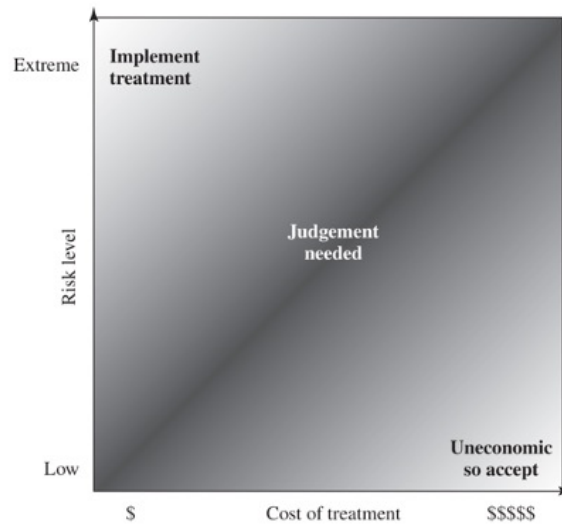 Extreme
Implement
treatment
Judgement
needed
Risk level
Uneconomic
so accept
Low
$
Cost of treatment
$$$$$